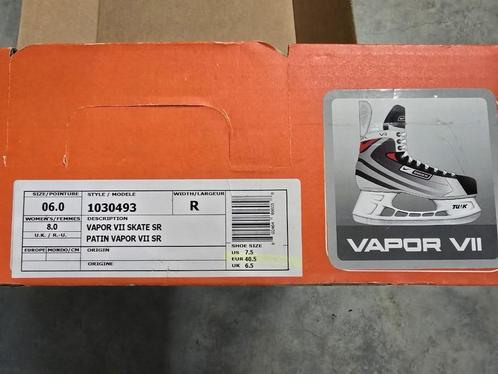 SIZE/POINTURE STYLE / MODELE WIDTH/LARGEUR
06.0 1030493 R
WOMEN'S/FEMMES DESCRIPTION
8.0 VAPOR VII SKATE SR
U.K. / R.-U. PATIN VAPOR VII SR
EUROPE MONDO/CM ORIGIN
ORIGINE
SHOE SIZE
US 7.5
EUR 40.5
UK 6.5
VII
TUUK
VAPOR VII